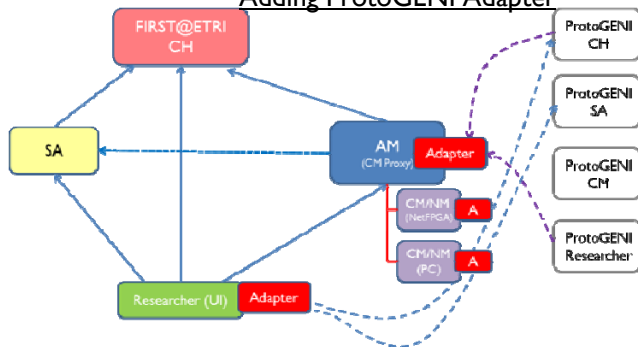 Adding ProtoGENI Adapter
FIRST@ETRI
CH
ProtoGENI
CH
ProtoGENI
SA
SA
AM
(CM Proxy)
Adapter
ProtoGENI
CM
CM/NM
(NetFPGA)
A
CM/NM
(PC)
A
ProtoGENI
Researcher
Researcher (UI)
Adapter